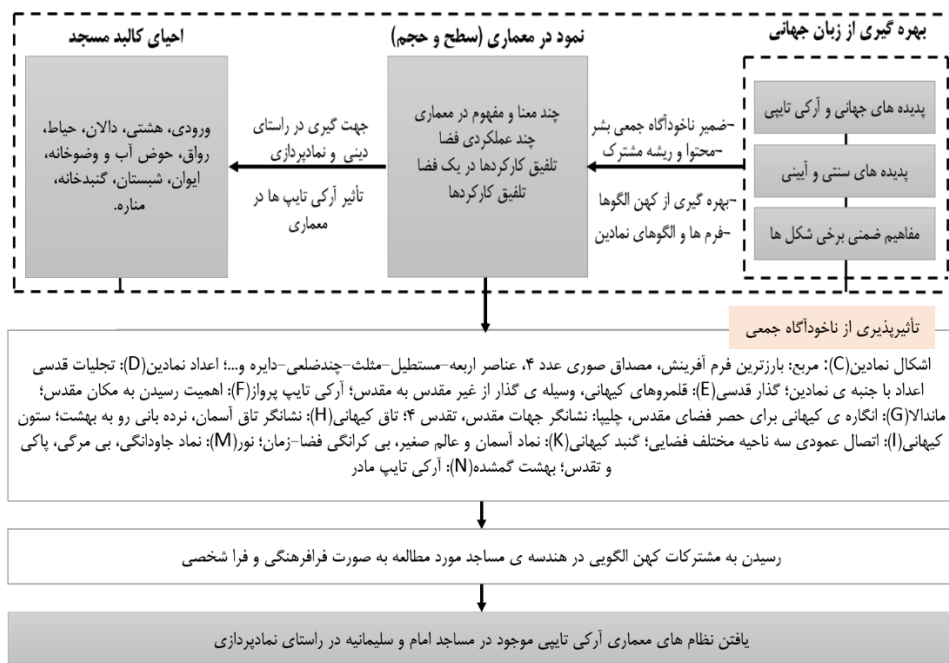 بهره گیری از زبان جهانی
پدیده های جهانی و آرکی تایپی
پدیده های سنتی و آیینی
مفاهیم ضمنی برخی شکل ها
-ضمیر ناخودآگاه جمعی بشر
-محتوا و ریشه مشترک
-بهره گیری از کهن الگوها
-فرم ها و الگوهای نمادین
نمود در معماری (سطح و حجم)
چند معنا و مفهوم در معماری
چند عملکردی فضا
تلفیق کارکردها در یک فضا
تلفیق کارکردها
جهت گیری در راستای
دینی و نمادپردازی
تأثیر آرکی تایپ ها در
معماری
احیای کالبد مسجد
ورودی، هشتی، دالان، حیاط،
رواق، حوض آب و وضوخانه،
ایوان، شبستان، گنبدخانه،
مناره.
تأثیرپذیری از ناخودآگاه جمعی
اشکال نمادین(C): مربع: بارزترین فرم آفرینش، مصداق صوری عدد ۴، عناصر اربعه-مستطیل-مثلث-چندضلعی-دایره و...؛ اعداد نمادین(D): تجلیات قدسی
اعداد با جنبه ی نمادین؛ گذار قدسی(E): قلمروهای کیهانی، وسیله ی گذار از غیر مقدس به مقدس؛ آرکی تایپ پرواز(F): اهمیت رسیدن به مکان مقدس؛
ماندالا(G): انگاره ی کیهانی برای حصر فضای مقدس، چلیپا: نشانگر جهات مقدس، تقدس ۴؛ تاق کیهانی(H): نشانگر تاق آسمان، نرده بانی رو به بهشت؛ ستون
کیهانی(I): اتصال عمودی سه ناحیه مختلف فضایی؛ گنبد کیهانی(K): نماد آسمان و عالم صغیر، بی کرانگی فضا-زمان؛ نور(M): نماد جاودانگی، بی مرگی، پاکی
و تقدس؛ بهشت گمشده(N): آرکی تایپ مادر
رسیدن به مشترکات کهن الگویی در هندسه ی مساجد مورد مطالعه به صورت فرافرهنگی و فرا شخصی
یافتن نظام های معماری آرکی تایپی موجود در مساجد امام و سلیمانیه در راستای نمادپردازی